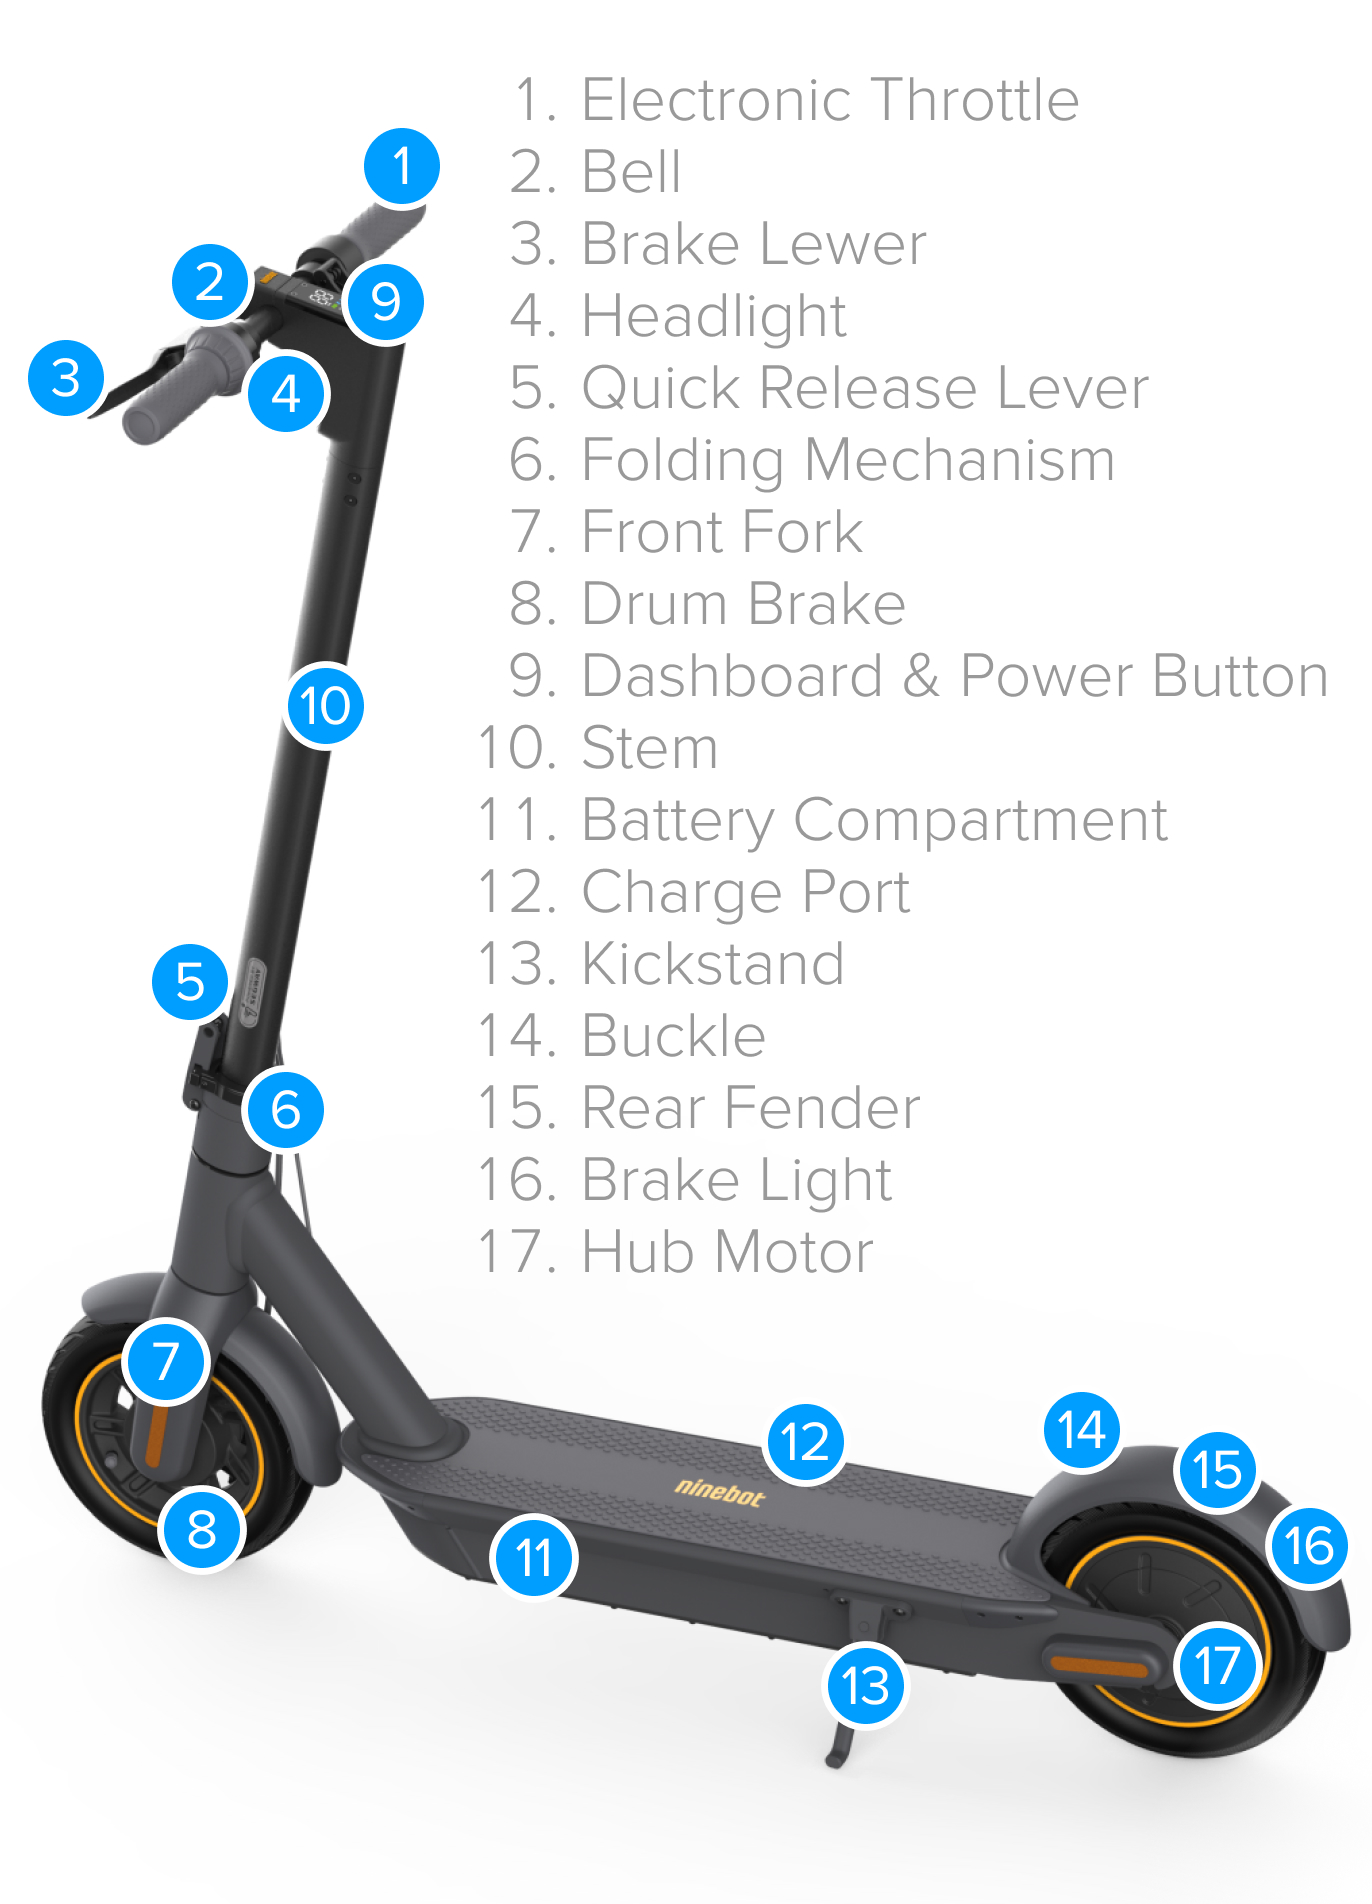 1. Electronic Throttle
2. Bell
3. Brake Lewer
4. Headlight
5. Quick Release Lever
6. Folding Mechanism
7. Front Fork
8. Drum Brake
9. Dashboard & Power Button
10. Stem
11. Battery Compartment
12. Charge Port
13. Kickstand
14. Buckle
15. Rear Fender
16. Brake Light
17. Hub Motor
1
2
9
3
4
10
5
SEGWAY
6
7
8
11
12
ninebot
13
14
15
16
17